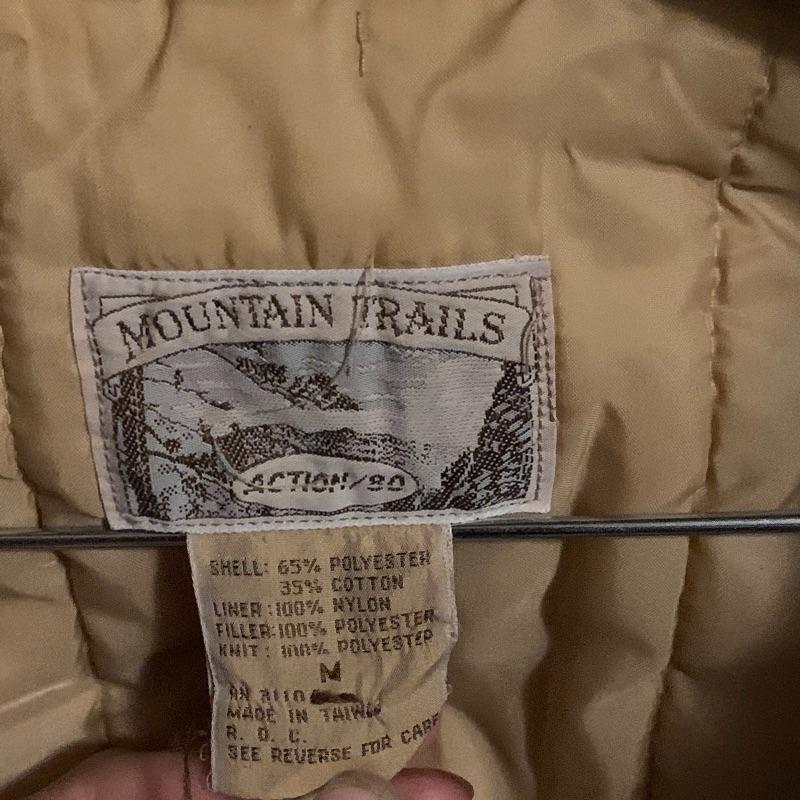 MOUNTAIN TRAILS
ACTION/80
SHELL: 65% POLYESTER
35% COTTON
LINER:100% NYLON
FILLER:100% POLYESTER
KNIT: 100% POLYESTER
M
RN
MADE IN TAIWAN
R. O. C.
SEE REVERSE FOR CARE